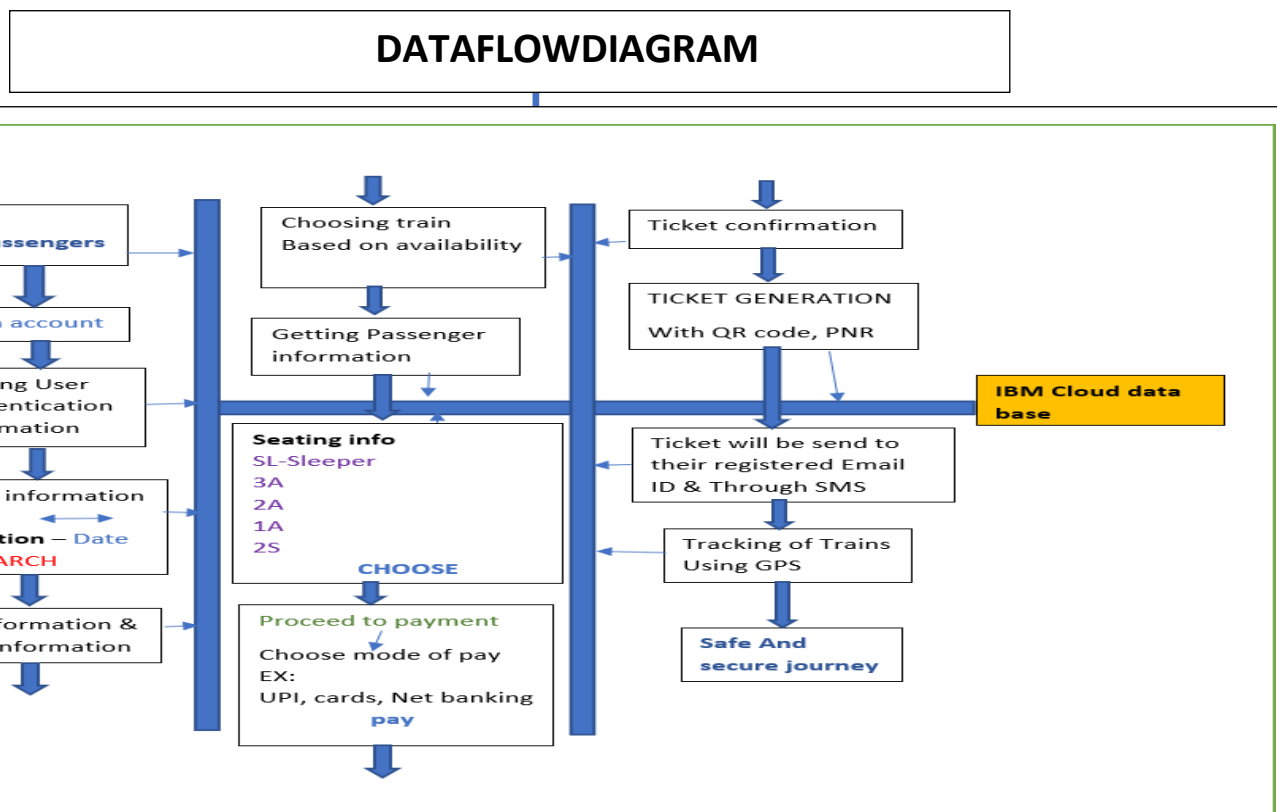 DATAFLOWDIAGRAM
assengers
account
ng User
entication
mation
information
tion – Date
ARCH
formation &
nformation
Choosing train
Based on availability
Getting Passenger
information
Seating info
SL-Sleeper
3A
2A
1A
2S
CHOOSE
Proceed to payment
Choose mode of pay
EX:
UPI, cards, Net banking
pay
Ticket confirmation
TICKET GENERATION
With QR code, PNR
Ticket will be send to
their registered Email
ID & Through SMS
Tracking of Trains
Using GPS
Safe And
secure journey
IBM Cloud data
base